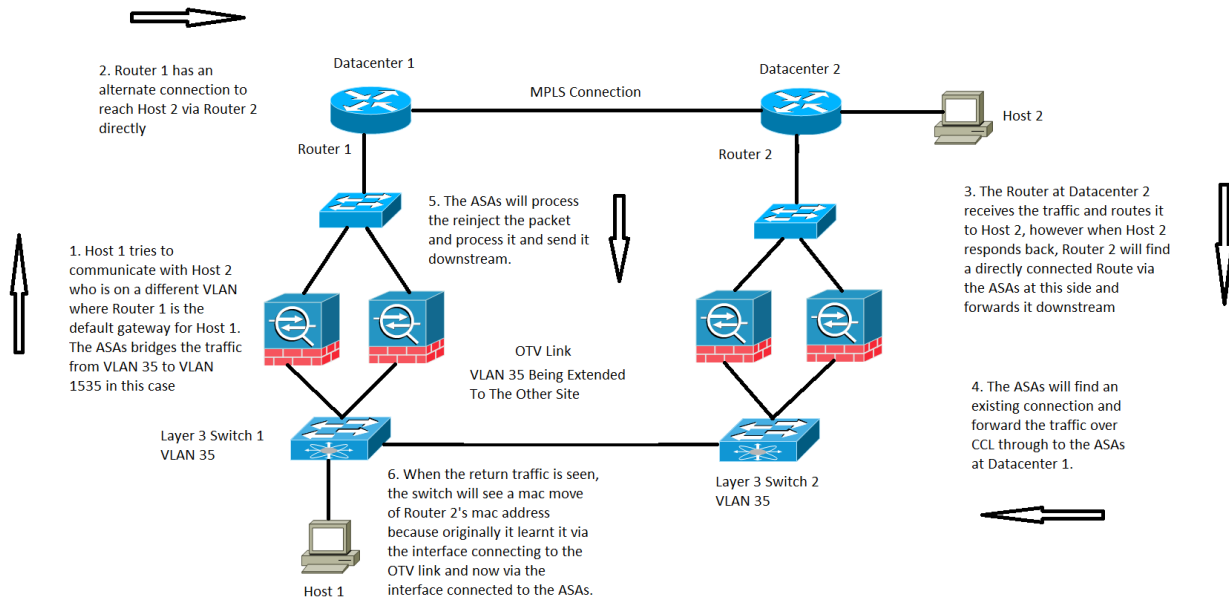 Datacenter 1
Datacenter 2
2. Router 1 has an
alternate connection to
reach Host 2 via Router 2
directly
MPLS Connection
Host 2
Router 1
Router 2
5. The ASAs will process
the reinject the packet
and process it and send it
downstream.
3. The Router at Datacenter 2
receives the traffic and routes it
to Host 2, however when Host 2
responds back, Router 2 will find
a directly connected Route via
the ASAs at this side and
forwards it downstream
1. Host 1 tries to
communicate with Host 2
who is on a different VLAN
where Router 1 is the
default gateway for Host 1.
The ASAs bridges the traffic
from VLAN 35 to VLAN
1535 in this case
OTV Link
VLAN 35 Being Extended
To The Other Site
4. The ASAs will find an
existing connection and
forward the traffic over
CCL through to the ASAs
at Datacenter 1.
Layer 3 Switch 1
VLAN 35
Layer 3 Switch 2
VLAN 35
6. When the return traffic is seen,
the switch will see a mac move
of Router 2's mac address
because originally it learnt it via
the interface connecting to the
OTV link and now via the
interface connected to the ASAs.
Host 1